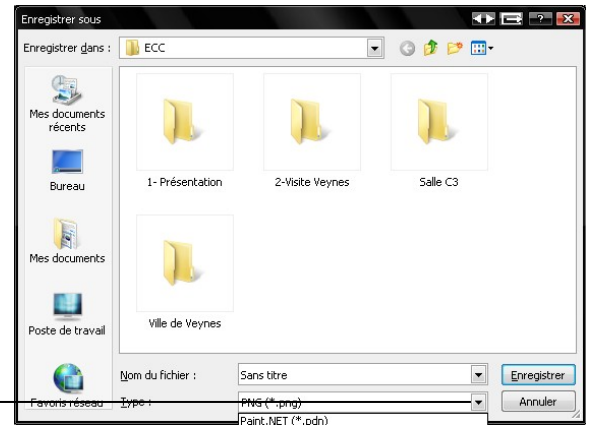 Enregistrer sous
Enregistrer dans : ECC
Mes documents récents
Bureau
Mes documents
Poste de travail
Favoris réseau
1- Présentation 2-Visite Veynes Salle C3
Ville de Veynes
Nom du fichier : Sans titre Enregistrer
Type : PNG (*.png) Annuler
Paint.NET (*.pdn)